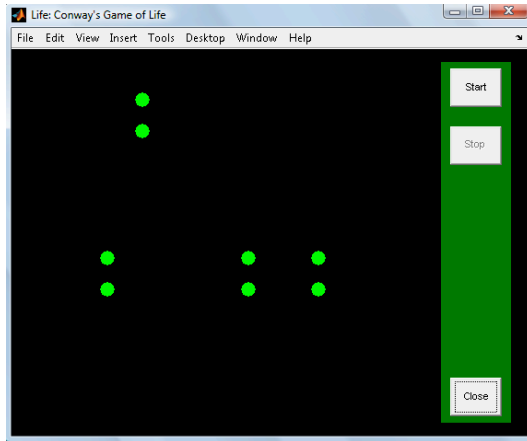 Life: Conway's Game of Life
File Edit View Insert Tools Desktop Window Help
Start
Stop
Close